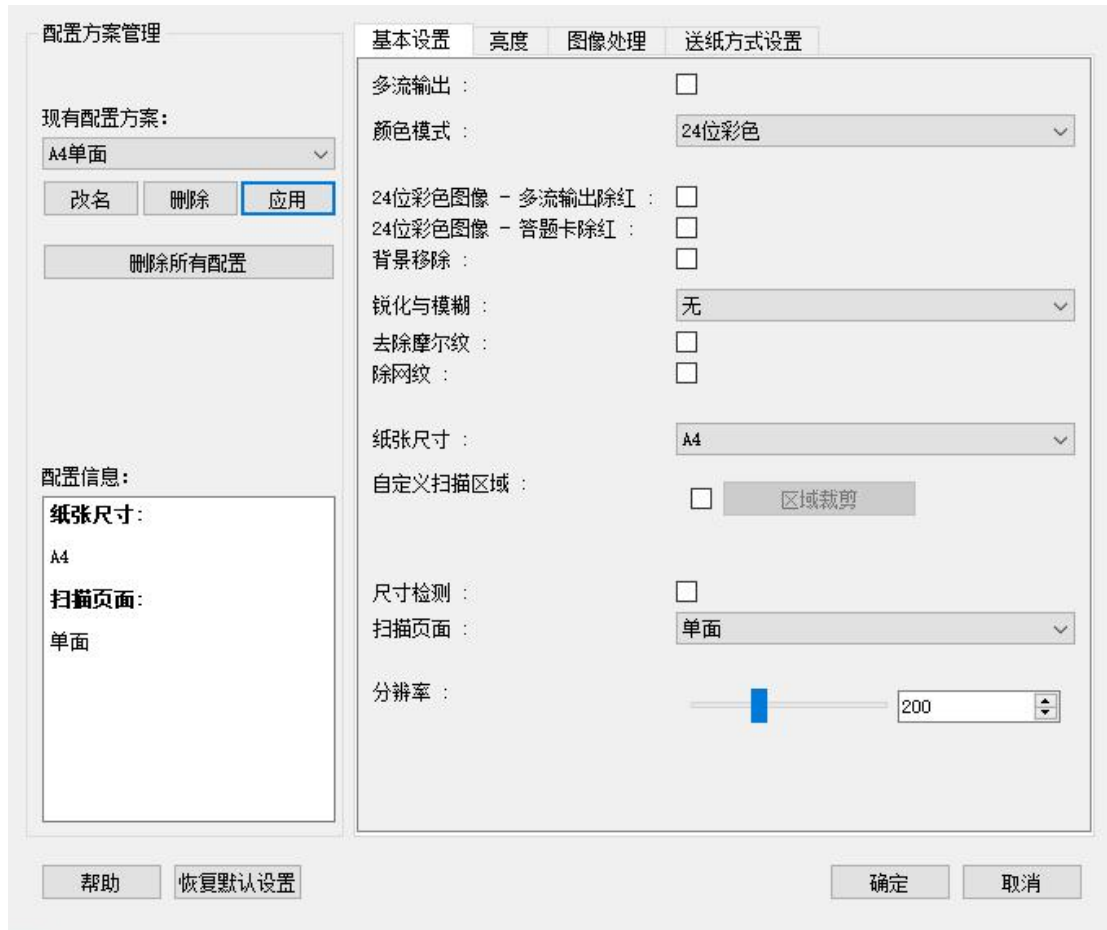 配置方案管理
现有配置方案：
A4单面
改名 删除 应用
删除所有配置
配置信息：
纸张尺寸：
A4
扫描页面：
单面
基本设置 亮度 图像处理 送纸方式设置
多流输出 ：
颜色模式 ： 24位彩色
24位彩色图像 - 多流输出除红 ：
24位彩色图像 - 答题卡除红 ：
背景移除 ：
锐化与模糊 ： 无
去除摩尔纹 ：
除网纹 ：
纸张尺寸 ： A4
自定义扫描区域 ： 区域裁剪
尺寸检测 ：
扫描页面 ： 单面
分辨率 ： 200
帮助 恢复默认设置 确定 取消